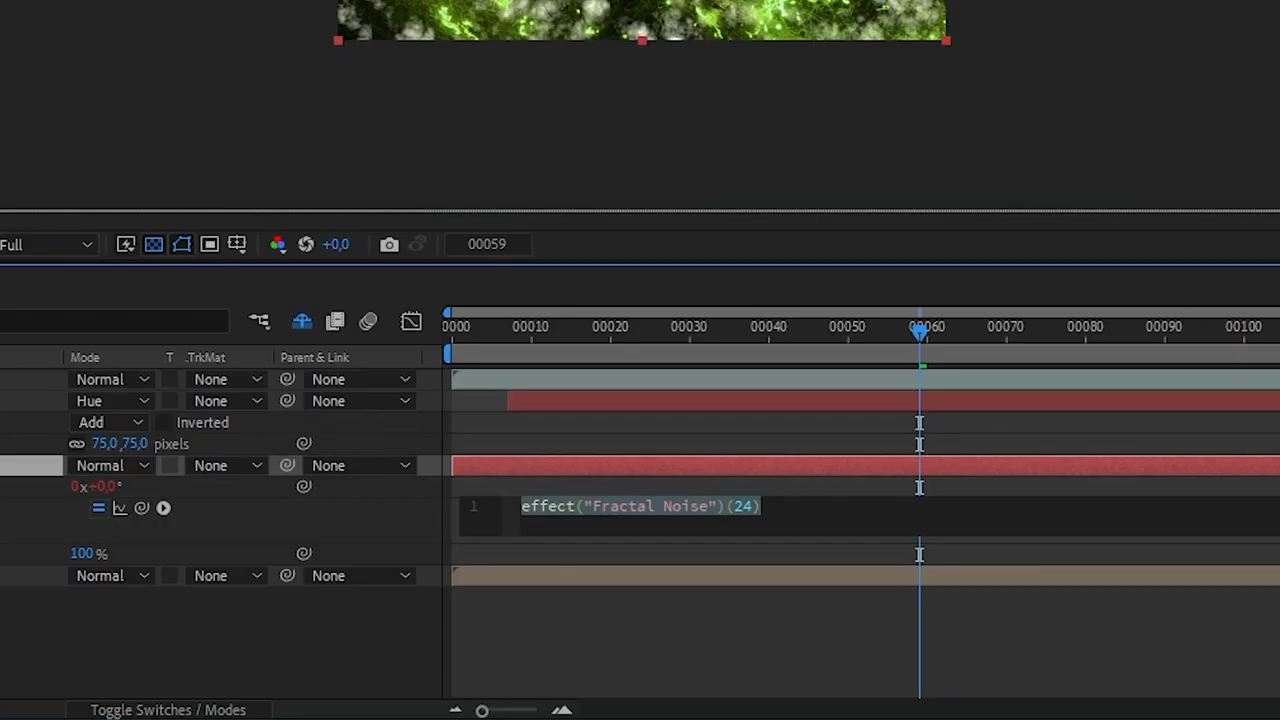 Full +0,0 00059
0000 00010 00020 00030 00040 00050 00060 00070 00080 00090 00100
Mode T .TrkMat Parent & Link
Normal None None
Hue None None
Add Inverted
75,0,75,0 pixels
Normal None None
0x+0,0°
1 effect("Fractal Noise")(24)
100 %
Normal None None
Toggle Switches / Modes